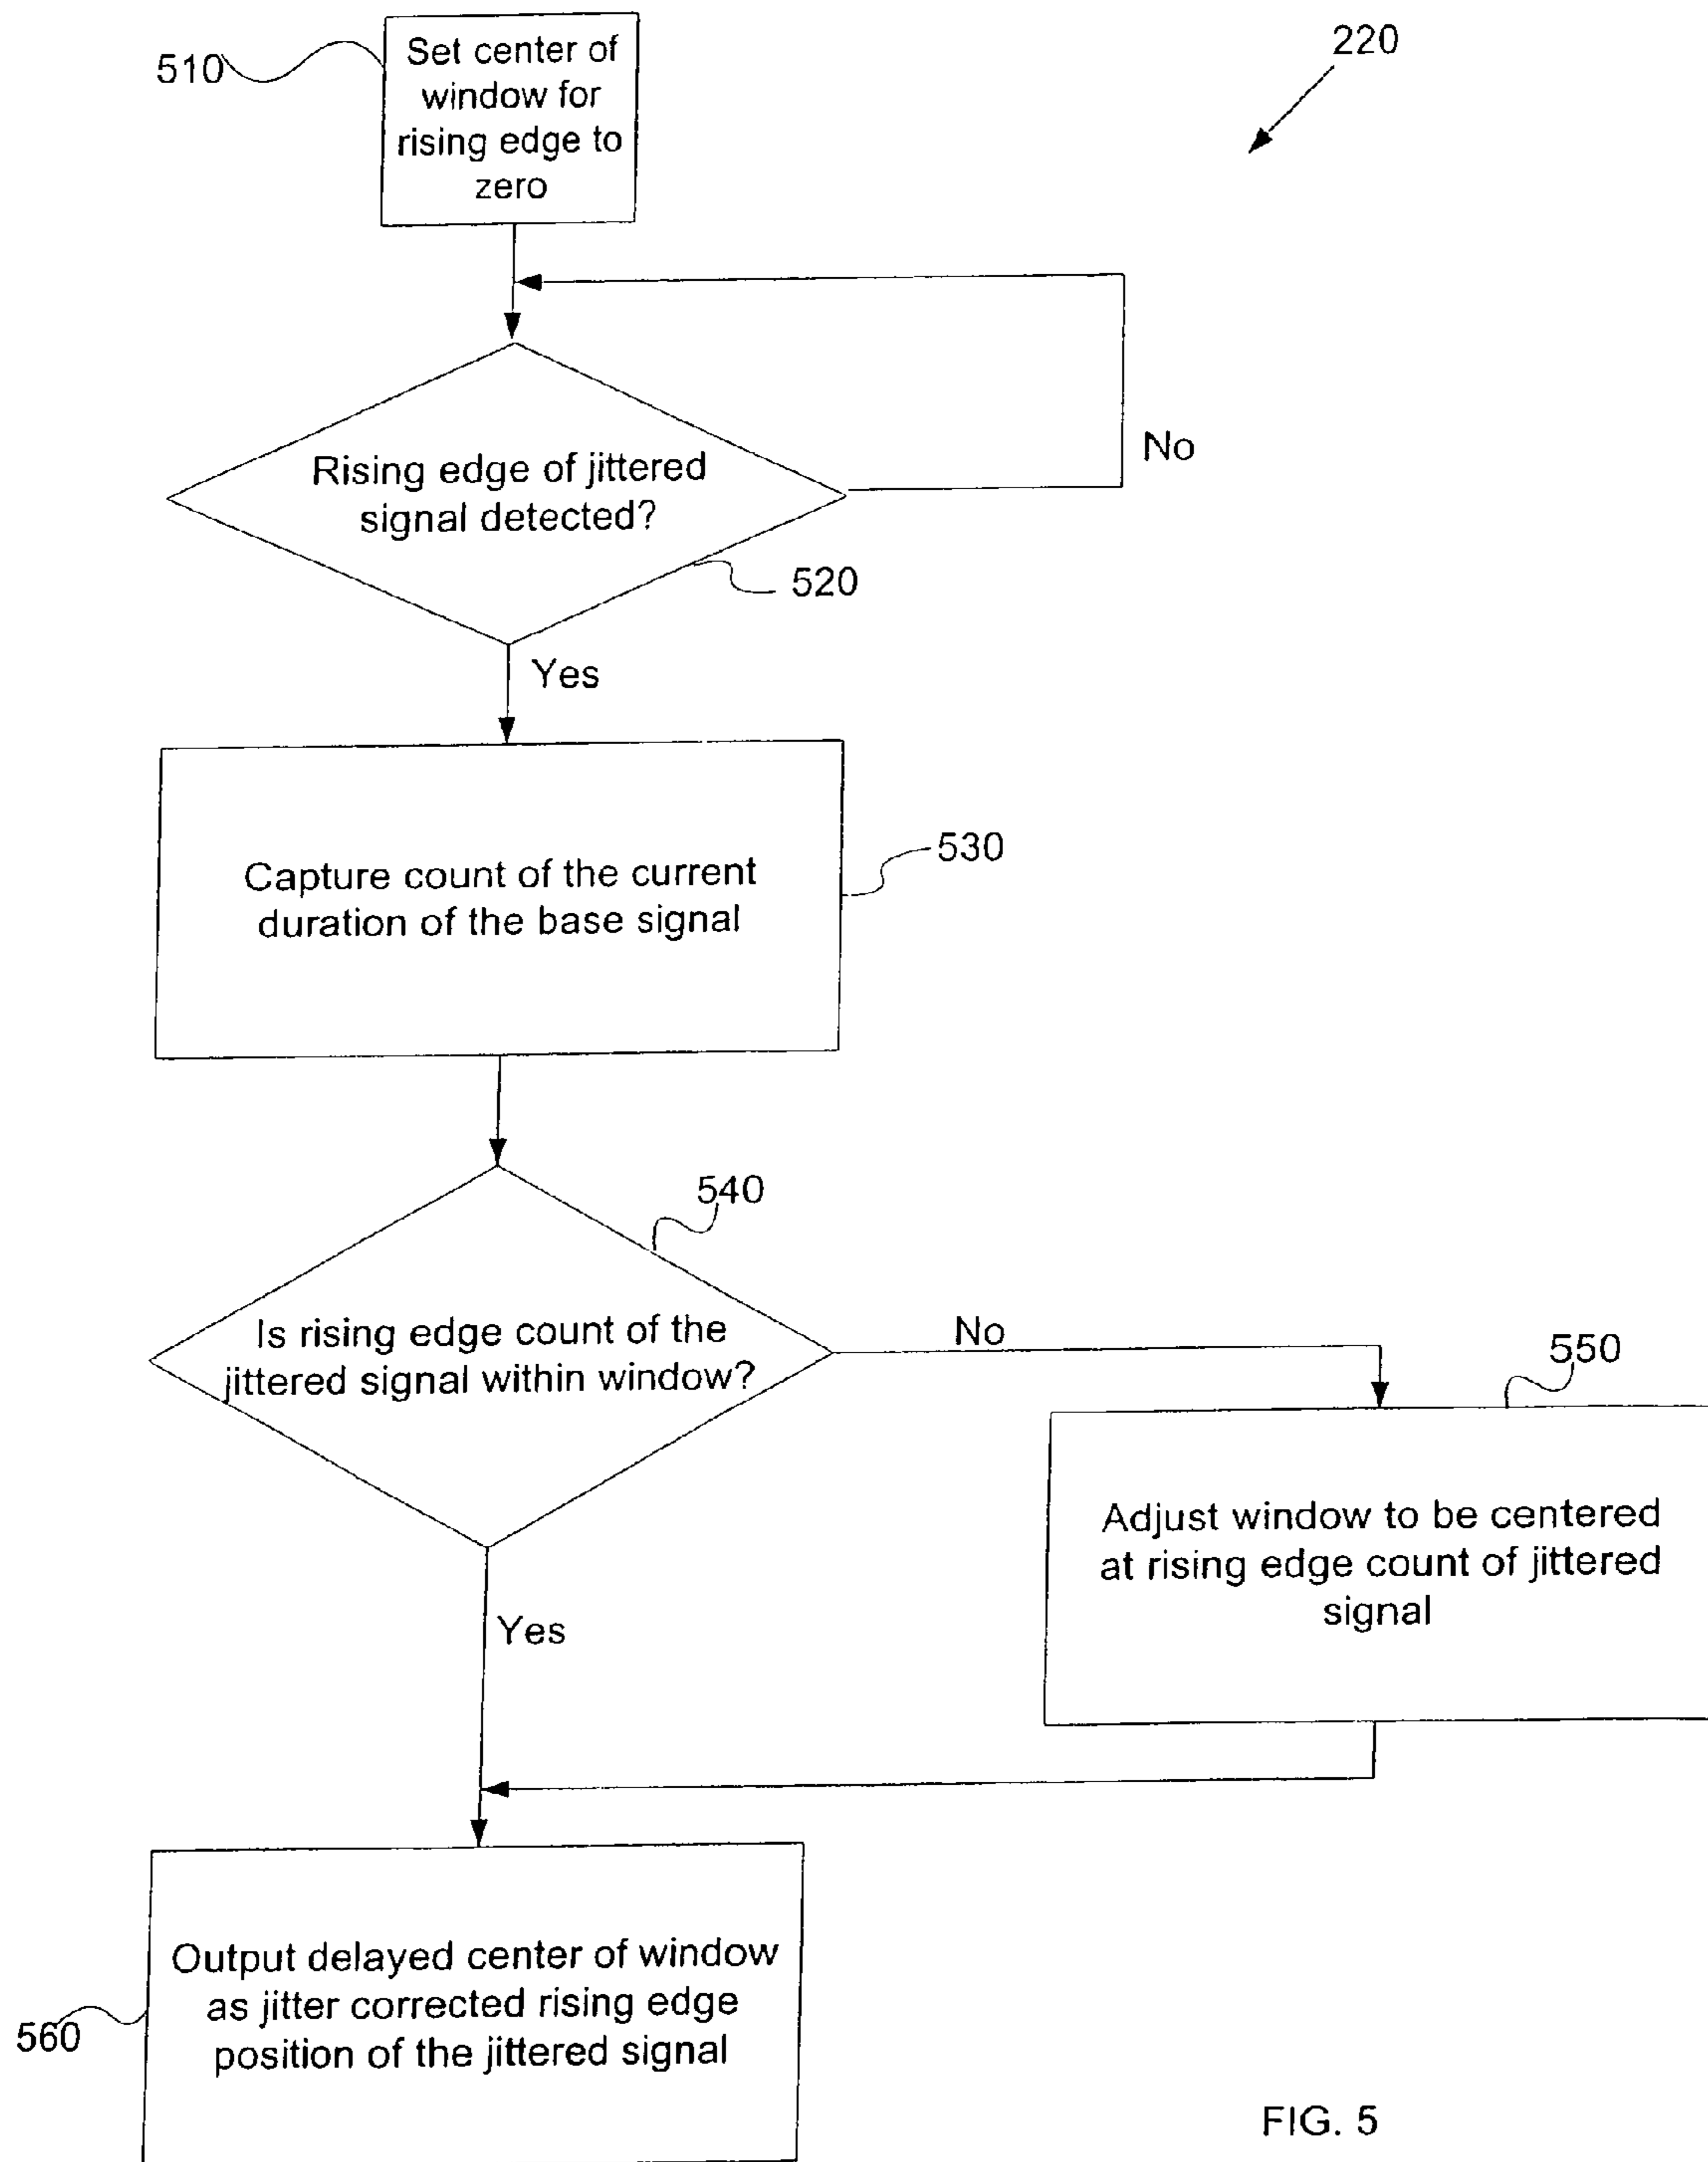 510
Set center of
window for
rising edge to
zero
220
No
Rising edge of jittered
signal detected?
520
Yes
Capture count of the current
duration of the base signal
530
540
Is rising edge count of the
jittered signal within window?
No
550
Adjust window to be centered
at rising edge count of jittered
signal
Yes
Output delayed center of window
as jitter corrected rising edge
position of the jittered signal
560
FIG. 5